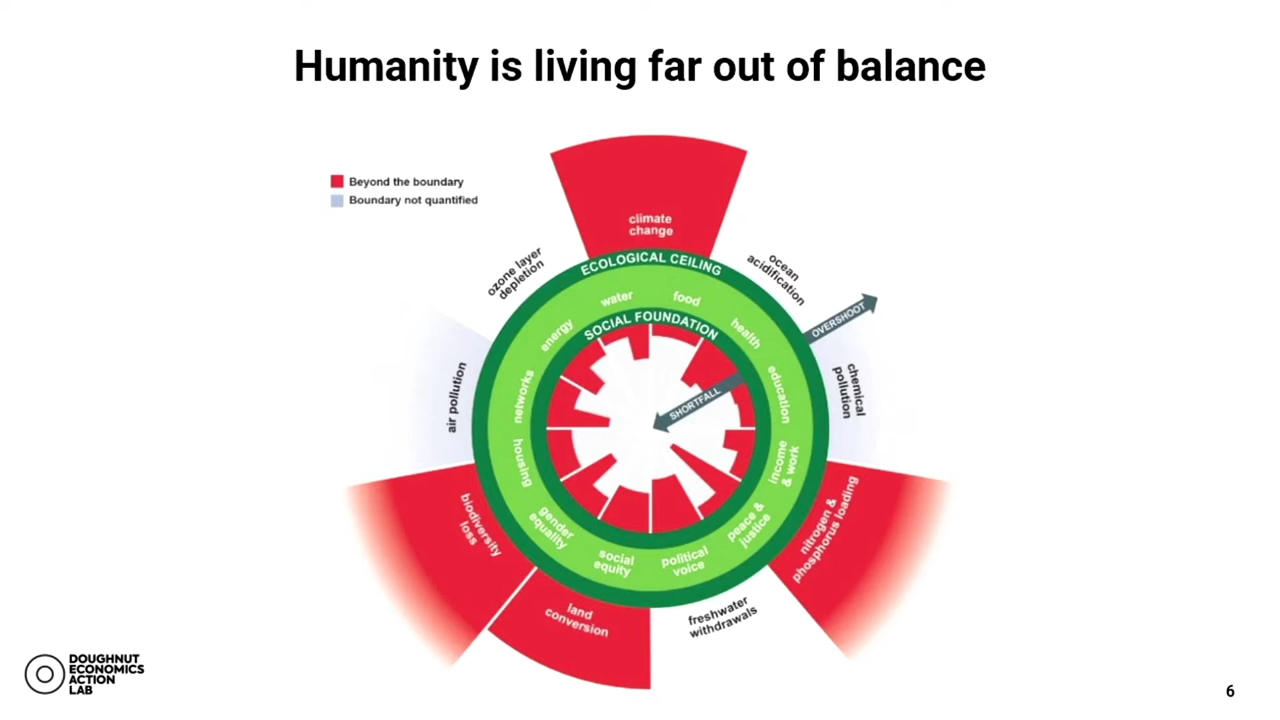 Humanity is living far out of balance
Beyond the boundary
Boundary not quantified
climate
change
ozone layer
depletion
ocean
acidification
ECOLOGICAL CEILING
OVERSHOOT
water
food
energy
health
SOCIAL FOUNDATION
SHORTFALL
air pollution
networks
education
chemical
pollution
housing
income
& work
biodiversity
loss
gender
equality
social
equity
political
voice
peace &
justice
nitrogen &
phosphorus loading
land
conversion
freshwater
withdrawals
DOUGHNUT
ECONOMICS
ACTION
LAB
6